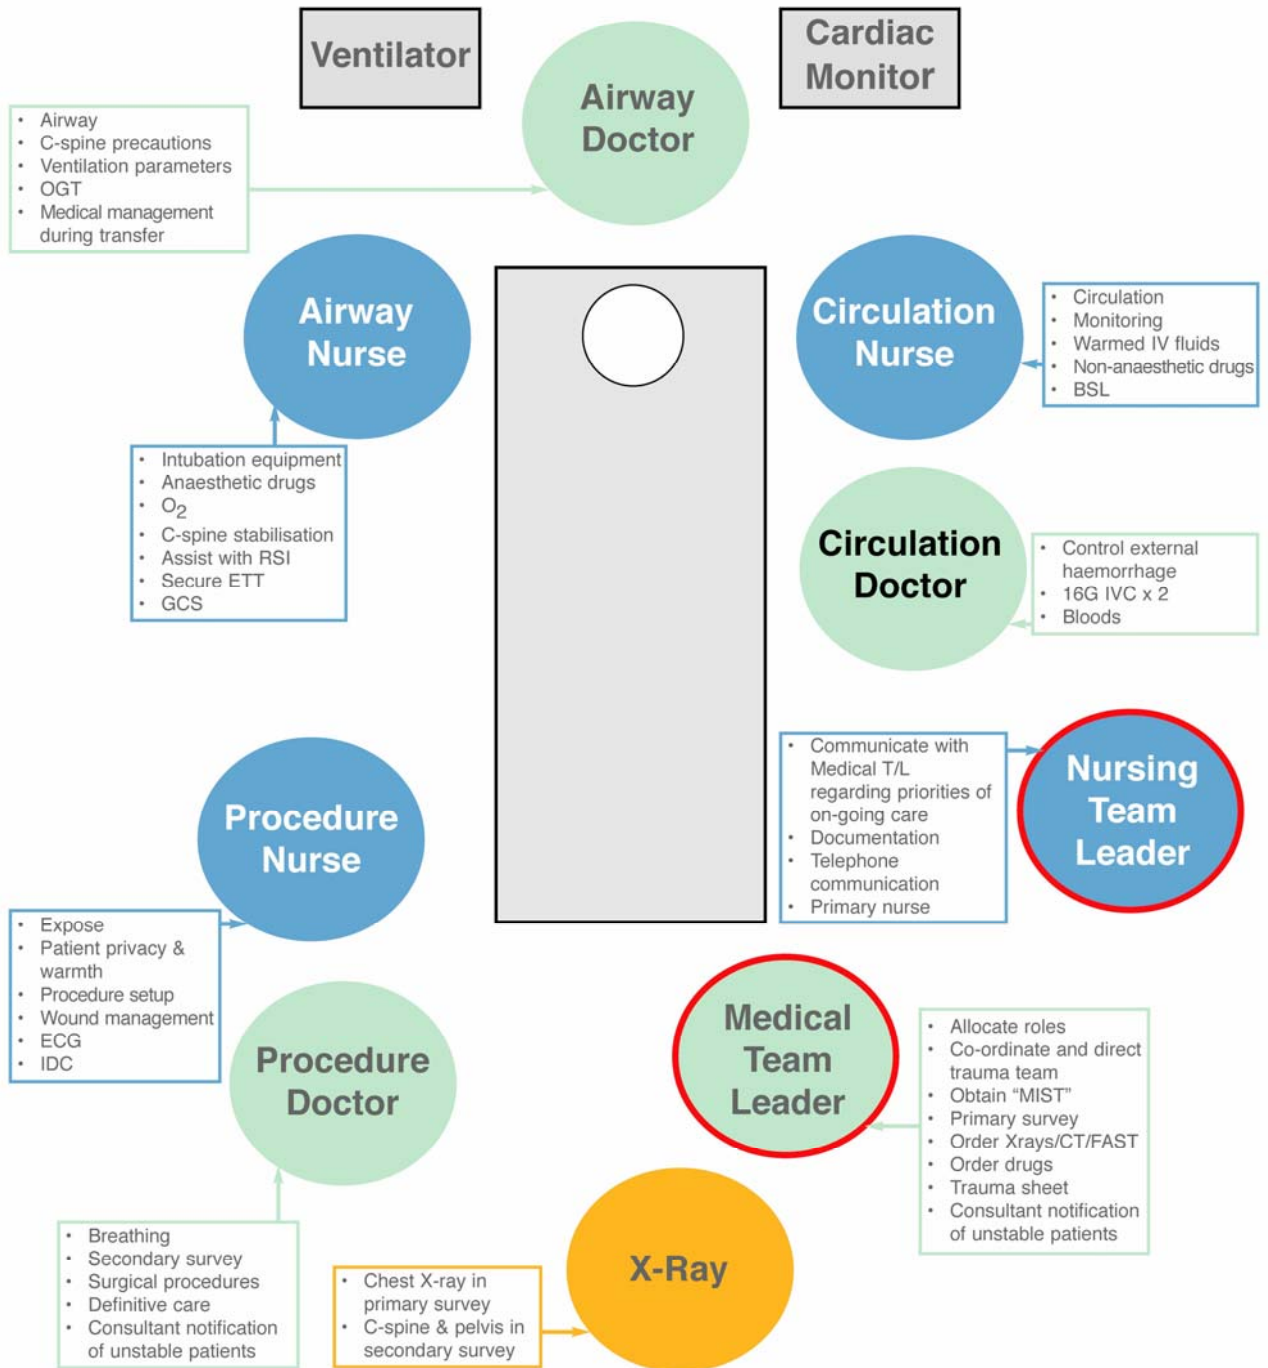 Ventilator
Airway
Doctor
Cardiac
Monitor
• Airway
• C-spine precautions
• Ventilation parameters
• OGT
• Medical management
during transfer
Airway
Nurse
Circulation
Nurse
• Circulation
• Monitoring
• Warmed IV fluids
• Non-anaesthetic drugs
• BSL
• Intubation equipment
• Anaesthetic drugs
• O2
• C-spine stabilisation
• Assist with RSI
• Secure ETT
• GCS
Circulation
Doctor
• Control external
haemorrhage
• 16G IVC x 2
• Bloods
• Communicate with
Medical T/L
regarding priorities of
on-going care
• Documentation
• Telephone
communication
• Primary nurse
Nursing
Team
Leader
Procedure
Nurse
• Expose
• Patient privacy &
warmth
• Procedure setup
• Wound management
• ECG
• IDC
Procedure
Doctor
Medical
Team
Leader
• Allocate roles
• Co-ordinate and direct
trauma team
• Obtain “MIST”
• Primary survey
• Order Xrays/CT/FAST
• Order drugs
• Trauma sheet
• Consultant notification
of unstable patients
• Breathing
• Secondary survey
• Surgical procedures
• Definitive care
• Consultant notification
of unstable patients
• Chest X-ray in
primary survey
• C-spine & pelvis in
secondary survey
X-Ray